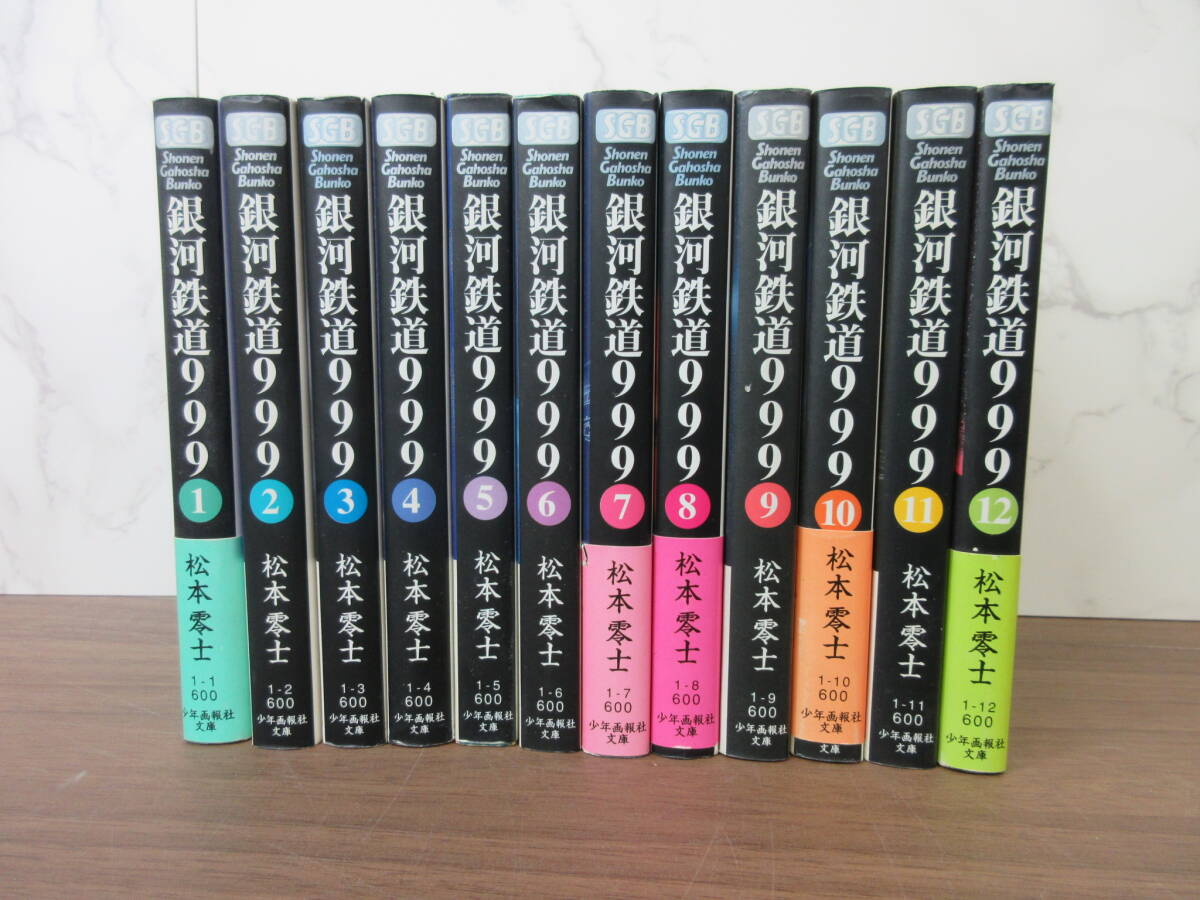 SGB
Shonen
Gahosha
Bunko
銀河鉄道999
1
松本零士
1-1
600
少年画報社
文庫
SGB
Shonen
Gahosha
Bunko
銀河鉄道999
2
松本零士
1-2
600
少年画報社
文庫
SGB
Shonen
Gahosha
Bunko
銀河鉄道999
3
松本零士
1-3
600
少年画報社
文庫
SGB
Shonen
Gahosha
Bunko
銀河鉄道999
4
松本零士
1-4
600
少年画報社
文庫
SGB
Shonen
Gahosha
Bunko
銀河鉄道999
5
松本零士
1-5
600
少年画報社
文庫
SGB
Shonen
Gahosha
Bunko
銀河鉄道999
6
松本零士
1-6
600
少年画報社
文庫
SGB
Shonen
Gahosha
Bunko
銀河鉄道999
7
松本零士
1-7
600
少年画報社
文庫
SGB
Shonen
Gahosha
Bunko
銀河鉄道999
8
松本零士
1-8
600
少年画報社
文庫
SGB
Shonen
Gahosha
Bunko
銀河鉄道999
9
松本零士
1-9
600
少年画報社
文庫
SGB
Shonen
Gahosha
Bunko
銀河鉄道999
10
松本零士
1-10
600
少年画報社
文庫
SGB
Shonen
Gahosha
Bunko
銀河鉄道999
11
松本零士
1-11
600
少年画報社
文庫
SGB
Shonen
Gahosha
Bunko
銀河鉄道999
12
松本零士
1-12
600
少年画報社
文庫